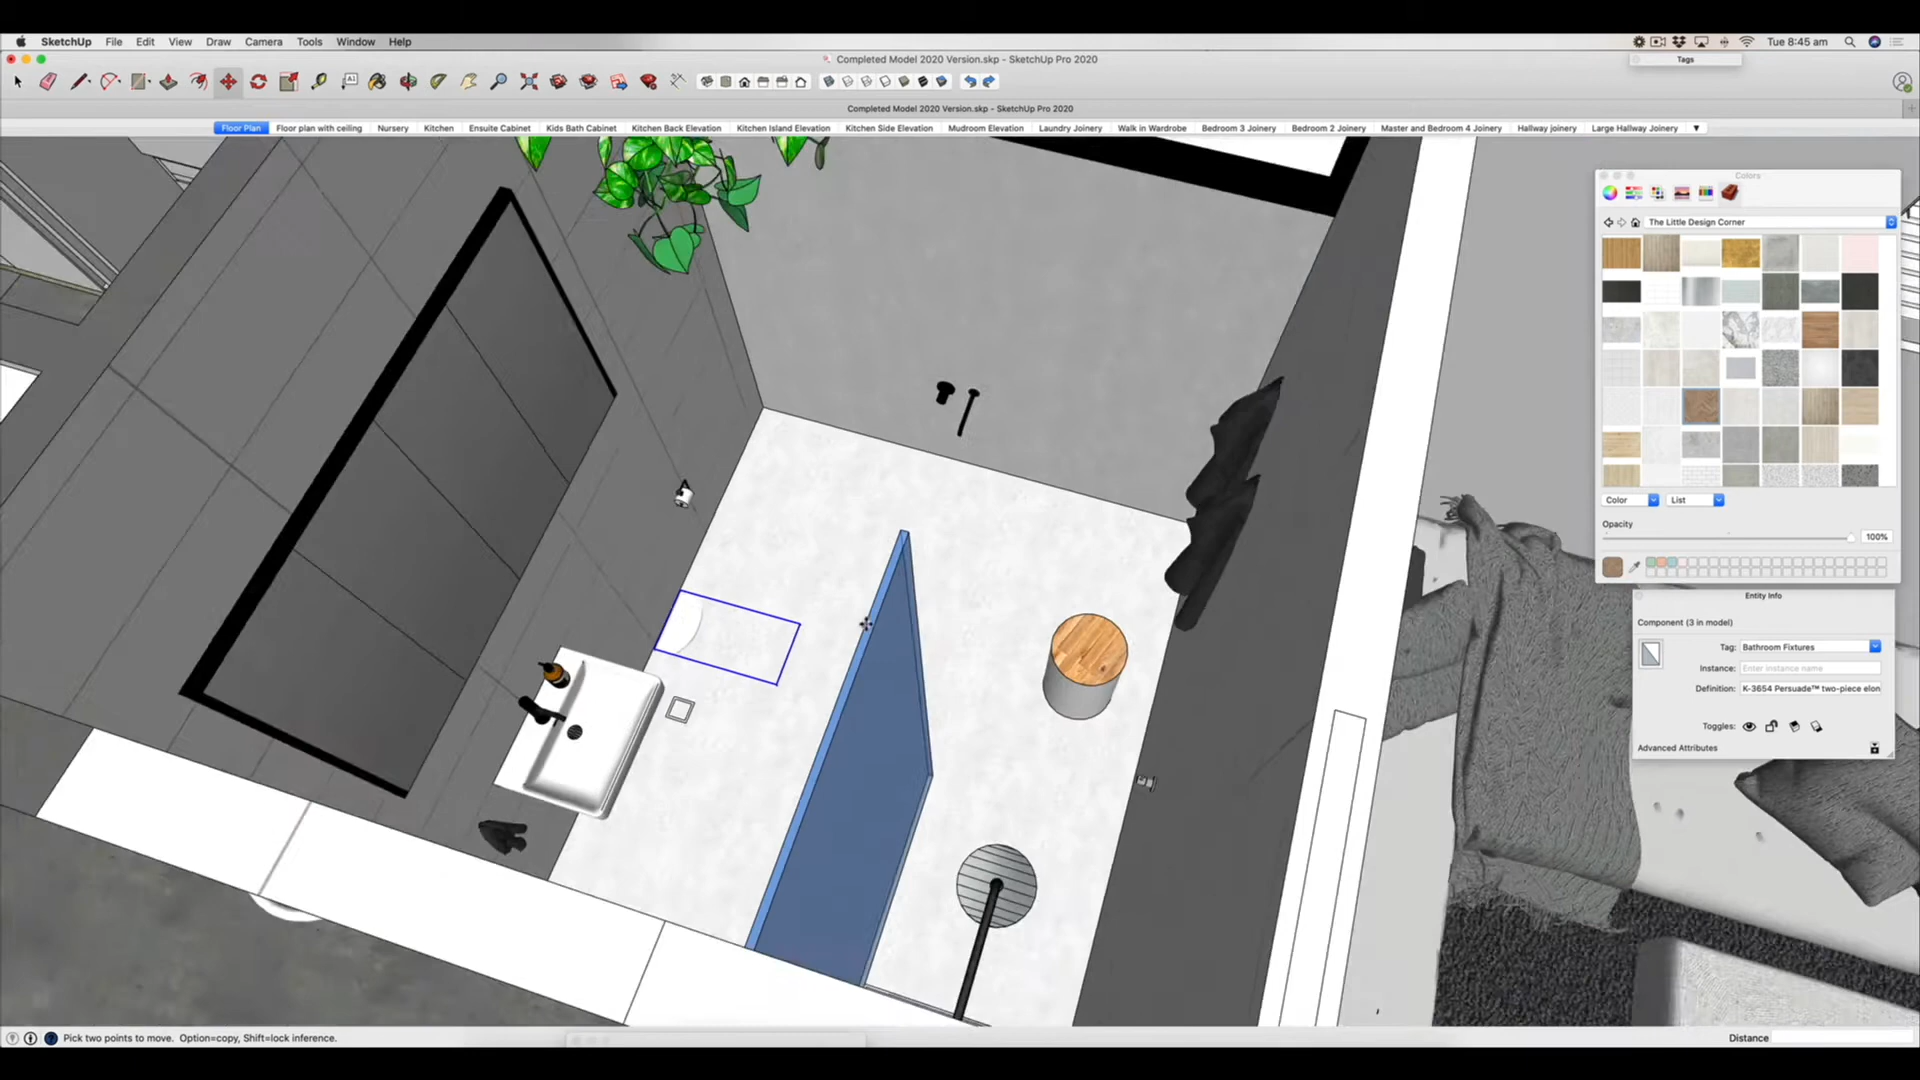 SketchUp File Edit View Draw Camera Tools Window Help Tue 8:45 am
Completed Model 2020 Version.skp - SketchUp Pro 2020
Tags
Completed Model 2020 Version.skp - SketchUp Pro 2020
Floor Plan Floor plan with ceiling Nursery Kitchen Ensuite Cabinet Kids Bath Cabinet Kitchen Back Elevation Kitchen Island Elevation Kitchen Side Elevation Mudroom Elevation Laundry Joinery Walk in Wardrobe Bedroom 3 Joinery Bedroom 2 Joinery Master and Bedroom 4 Joinery Hallway joinery Large Hallway Joinery
Colors
The Little Design Corner
Color List
Opacity
100%
Entity Info
Component (3 in model)
Tag: Bathroom Fixtures
Instance: Enter instance name
Definition: K-3654 Persuade™ two-piece elon
Toggles:
Advanced Attributes
Pick two points to move. Option=copy, Shift=lock inference. Distance